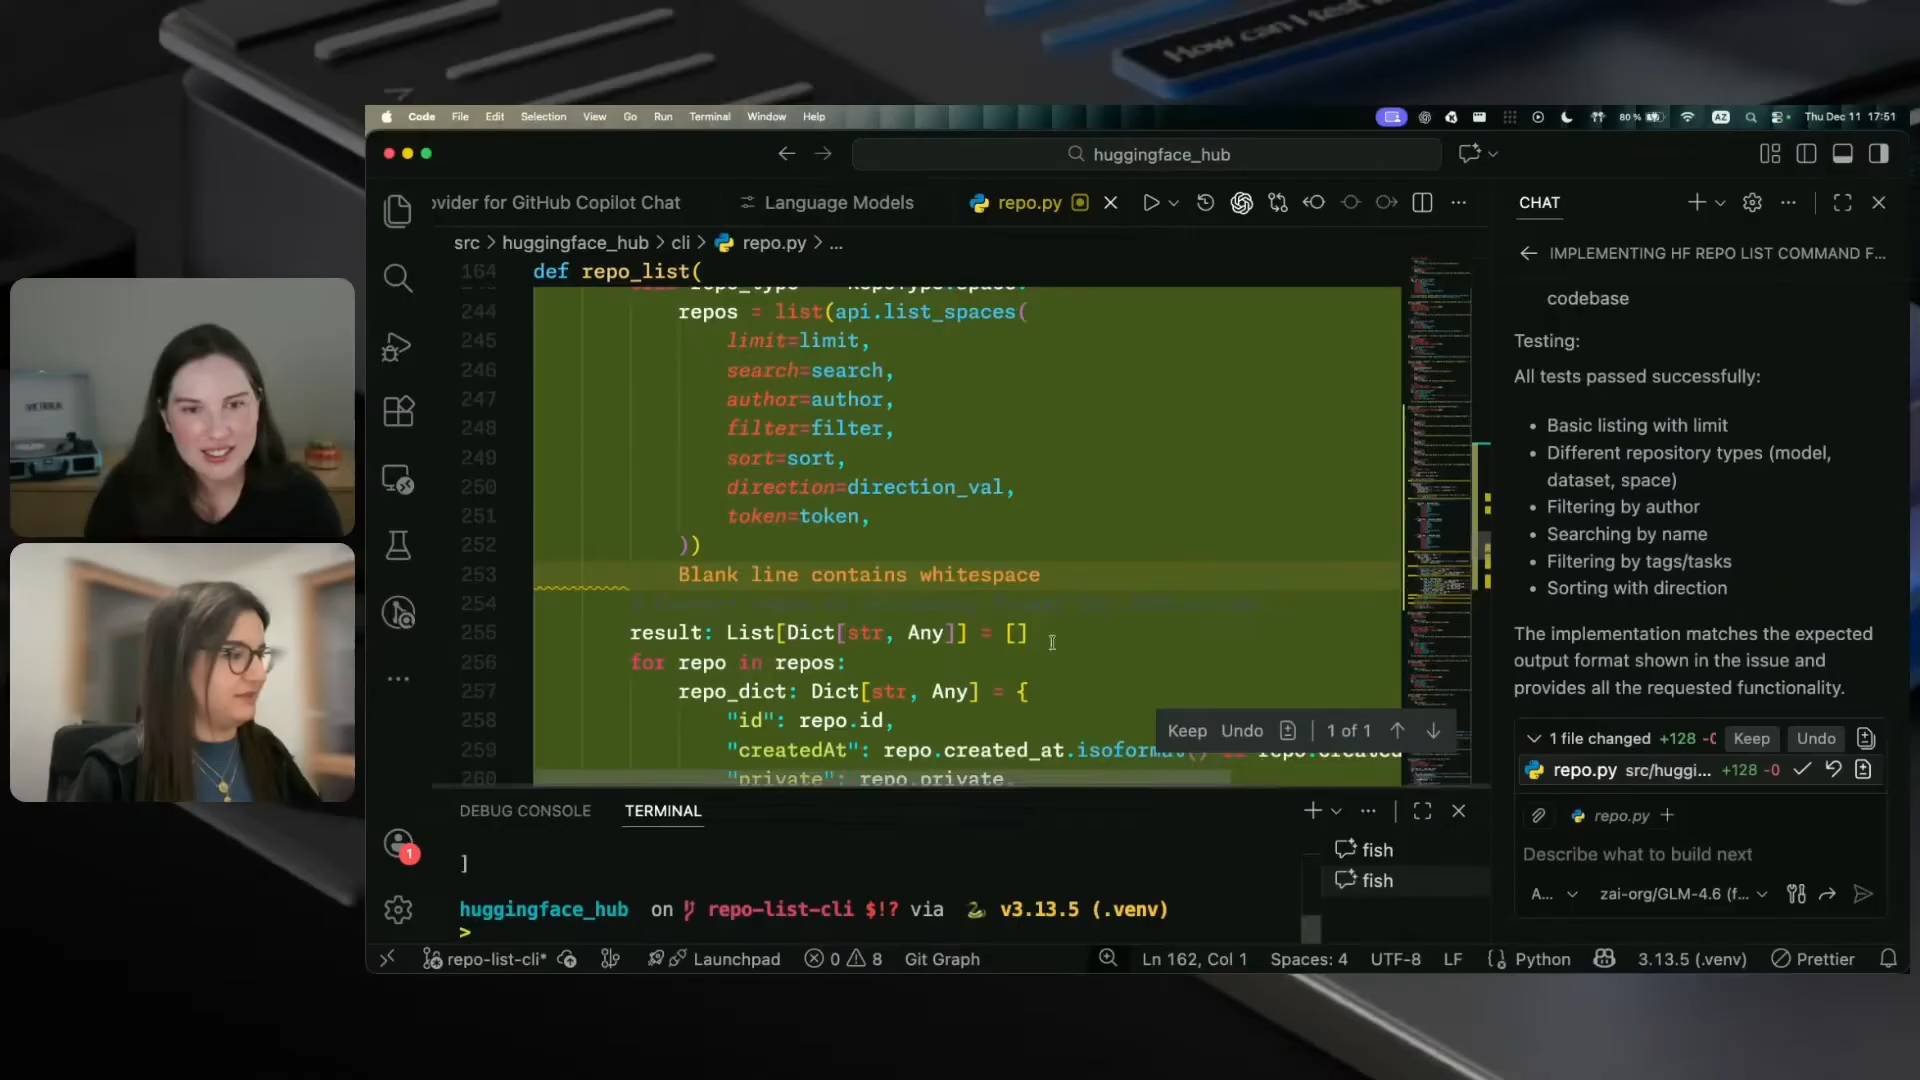 How can I test
Code File Edit Selection View Go Run Terminal Window Help
80 % AZ Thu Dec 11 17:51
huggingface_hub
ovider for GitHub Copilot Chat Language Models repo.py
src > huggingface_hub > cli > repo.py > ...
164 def repo_list(
244 repos = list(api.list_spaces(
245 limit=limit,
246 search=search,
247 author=author,
248 filter=filter,
249 sort=sort,
250 direction=direction_val,
251 token=token,
252 ))
253 Blank line contains whitespace
254
255 result: List[Dict[str, Any]] = []
256 for repo in repos:
257 repo_dict: Dict[str, Any] = {
258 "id": repo.id,
259 "createdAt": repo.created_at.isoformat()
260 "private": repo.private,
Keep Undo 1 of 1
DEBUG CONSOLE TERMINAL
]
huggingface_hub on repo-list-cli $!? via v3.13.5 (.venv)
>
fish
fish
CHAT
IMPLEMENTING HF REPO LIST COMMAND F...
codebase
Testing:
All tests passed successfully:
• Basic listing with limit
• Different repository types (model,
dataset, space)
• Filtering by author
• Searching by name
• Filtering by tags/tasks
• Sorting with direction
The implementation matches the expected
output format shown in the issue and
provides all the requested functionality.
1 file changed +128 -0 Keep Undo
repo.py src/huggi... +128 -0
repo.py
Describe what to build next
A... zai-org/GLM-4.6 (f...
1
repo-list-cli* Launchpad 0 8 Git Graph
Ln 162, Col 1 Spaces: 4 UTF-8 LF Python 3.13.5 (.venv) Prettier